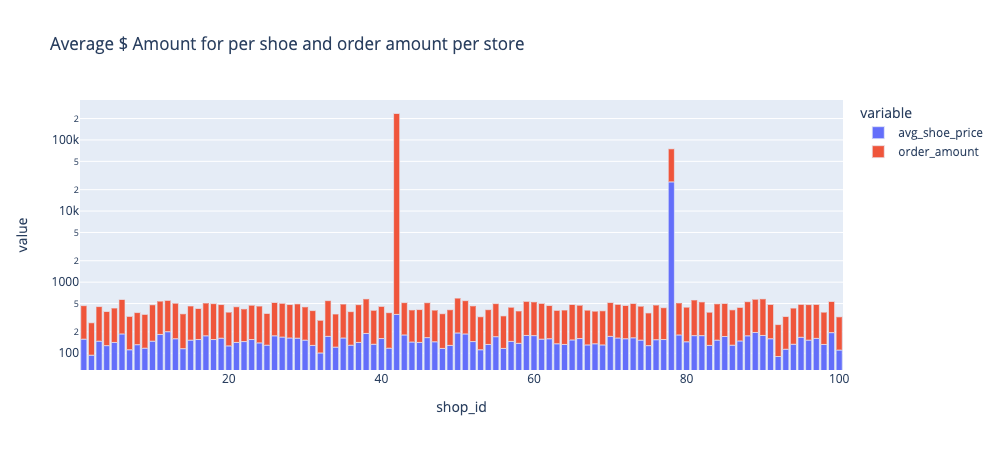 Average $ Amount for per shoe and order amount per store
variable
avg_shoe_price
order_amount
value
2
100k
5
2
10k
5
2
1000
5
2
100
20 40 60 80 100
shop_id